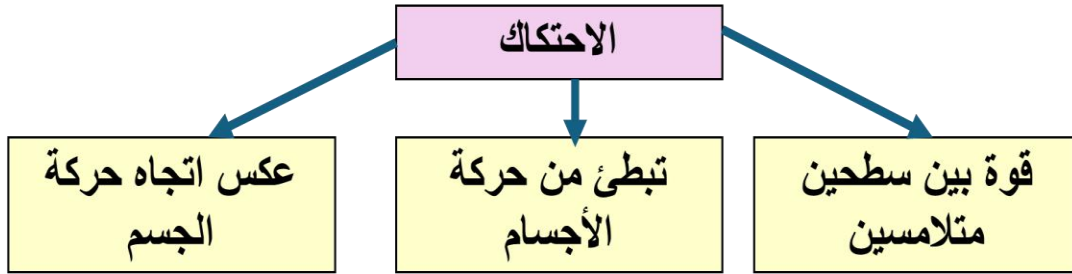 الاحتكاك
قوة بين سطحين
متلامسين
تبطئ من حركة
الأجسام
عكس اتجاه حركة
الجسم